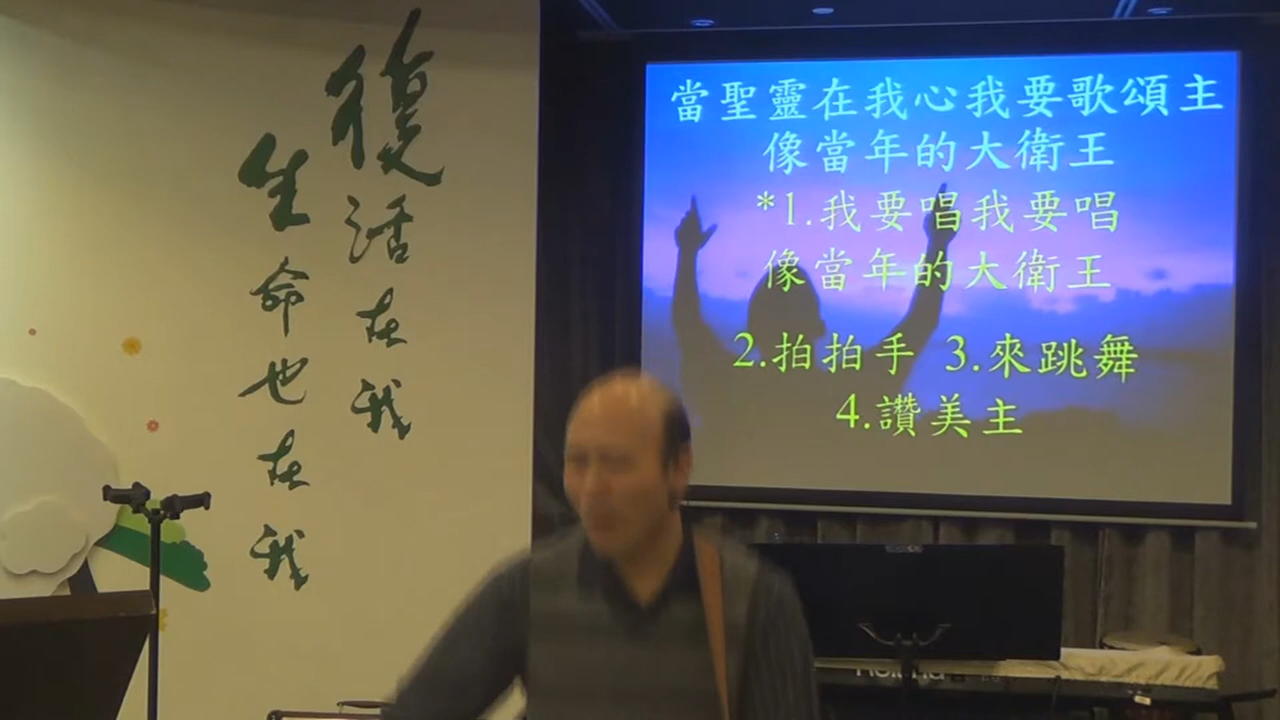 復活在我
生命也在我
當聖靈在我心我要歌頌主
像當年的大衛王
*1.我要唱我要唱
像當年的大衛王
2.拍拍手 3.來跳舞
4.讚美主
Roland